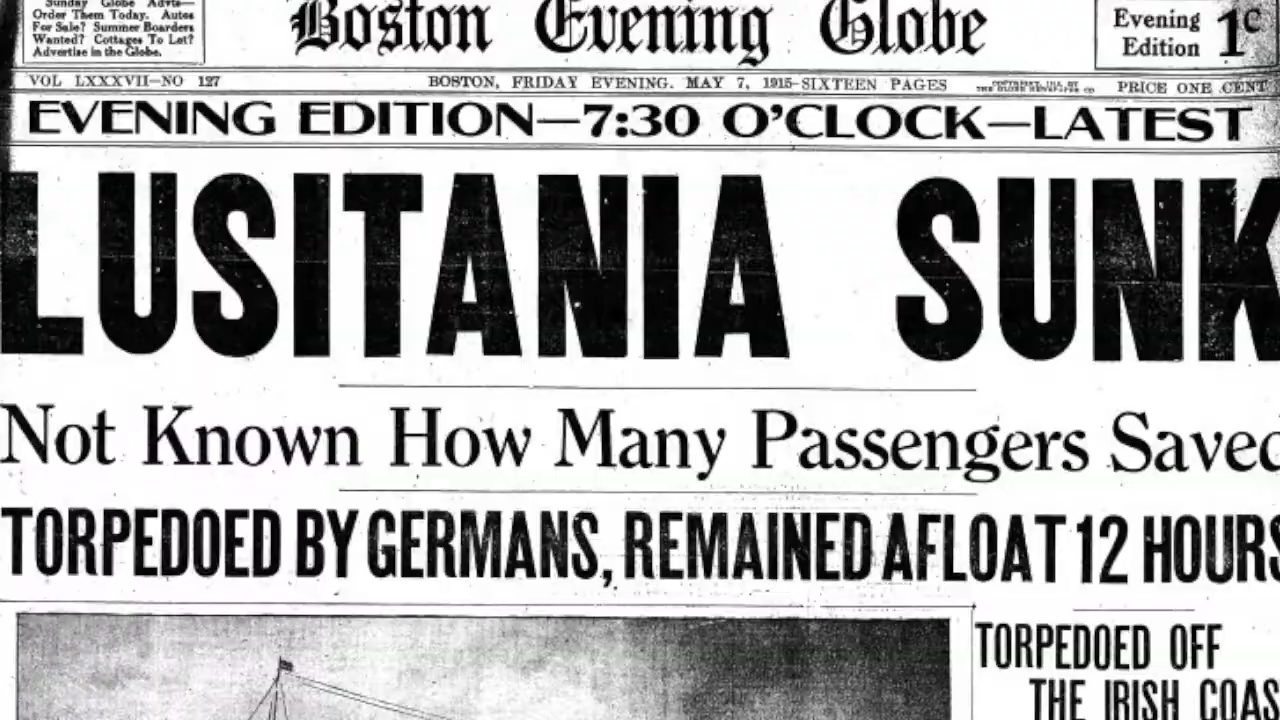 Sunday Globe Advts—
Order Them Today. Autos
For Sale? Summer Boarders
Wanted? Cottages To Let?
Advertise in the Globe.
Boston Evening Globe
Evening
Edition 1c
VOL LXXXVII—NO 127
BOSTON, FRIDAY EVENING. MAY 7, 1915—SIXTEEN PAGES
PRICE ONE CENT
EVENING EDITION—7:30 O'CLOCK—LATEST
LUSITANIA SUNK
Not Known How Many Passengers Saved
TORPEDOED BY GERMANS, REMAINED AFLOAT 12 HOURS
TORPEDOED OFF
THE IRISH COAS